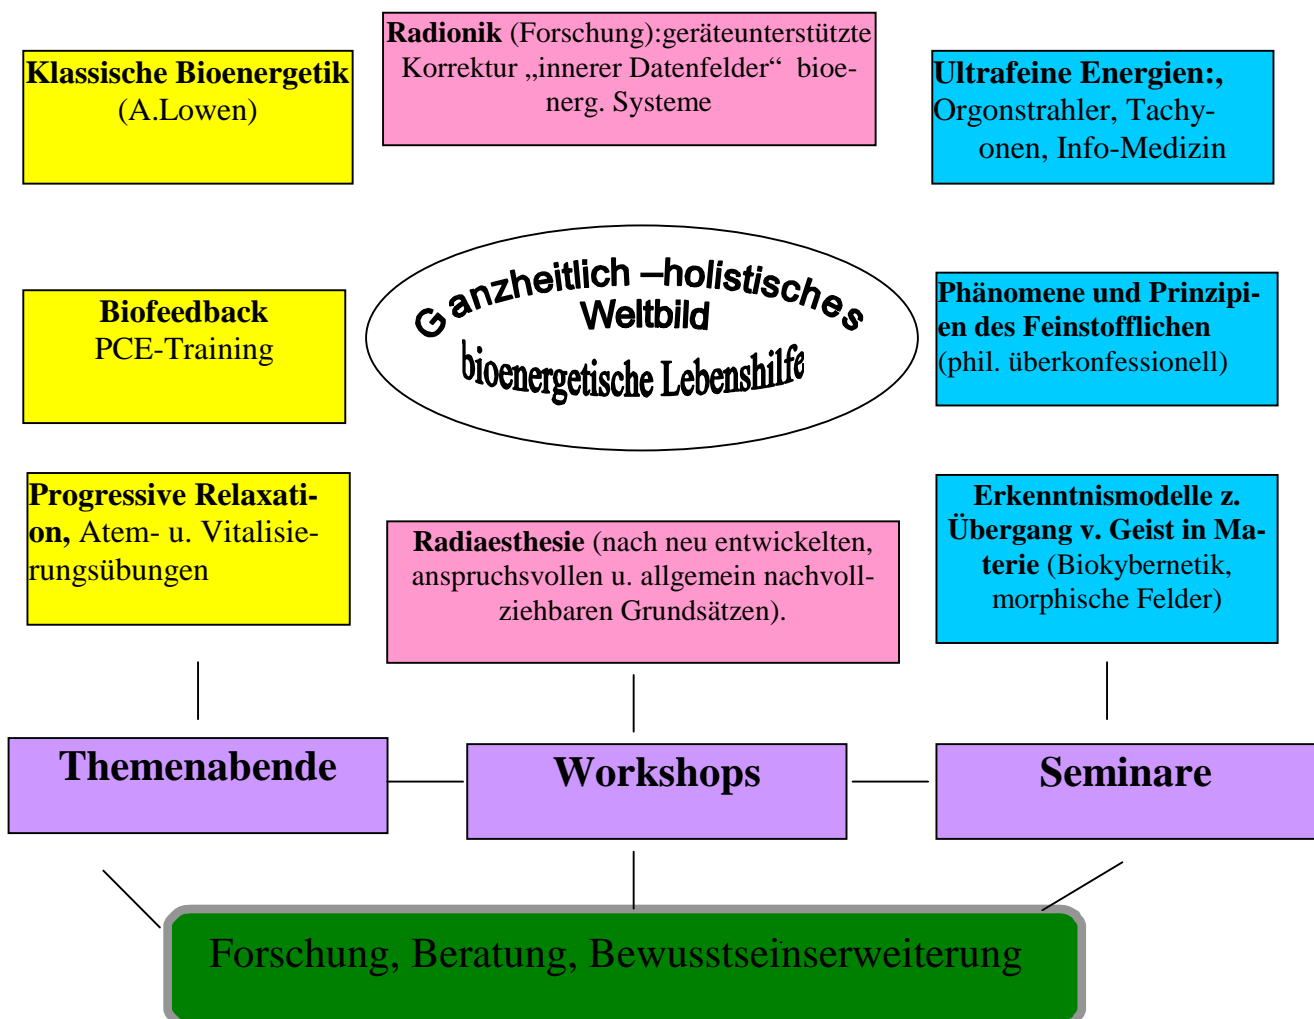 Klassische Bioenergetik
(A.Lowen)
Radionik (Forschung):geräteunterstützte
Korrektur „innerer Datenfelder“ bioe-
nerg. Systeme
Ultrafeine Energien:,
Orgonstrahler, Tachy-
onen, Info-Medizin
Biofeedback
PCE-Training
Ganzheitlich –holistisches
Weltbild
bioenergetische Lebenshilfe
Phänomene und Prinzipi-
en des Feinstofflichen
(phil. überkonfessionell)
Progressive Relaxati-
on, Atem- u. Vitalisie-
rungsübungen
Radiaesthesie (nach neu entwickelten,
anspruchsvollen u. allgemein nachvoll-
ziehbaren Grundsätzen).
Erkenntnismodelle z.
Übergang v. Geist in Ma-
terie (Biokybernetik,
morphische Felder)
Themenabende
Workshops
Seminare
Forschung, Beratung, Bewusstseinserweiterung